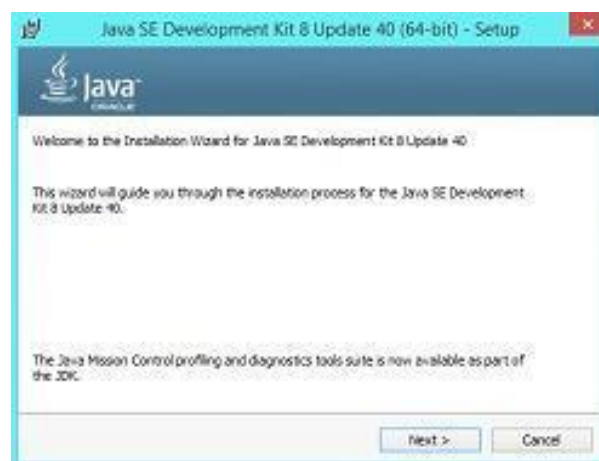 Java SE Development Kit 8 Update 40 (64-bit) - Setup
Java
ORACLE
Welcome to the Installation Wizard for Java SE Development Kit 8 Update 40
This wizard will guide you through the installation process for the Java SE Development
Kit 8 Update 40.
The Java Mission Control profiling and diagnostics tools suite is now available as part of
the JDK.
Next >
Cancel